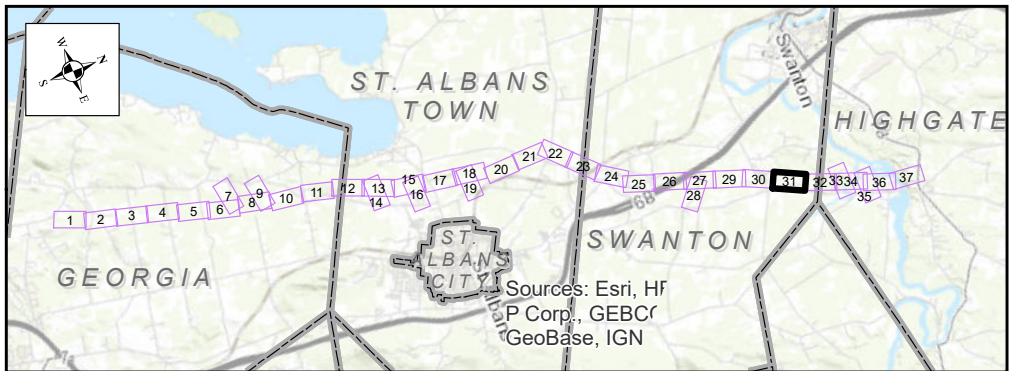 W
N
S
E
ST. ALBANS
TOWN
Swanton
HIGHGATE
1
2
3
4
5
6
7
8
9
10
11
12
13
14
15
16
17
18
19
20
21
22
23
24
25
26
27
28
29
30
31
32
33
34
35
36
37
68
GEORGIA
ST.
LBANS
CITY
SWANTON
Sources: Esri, HE
P Corp., GEBCO
GeoBase, IGN